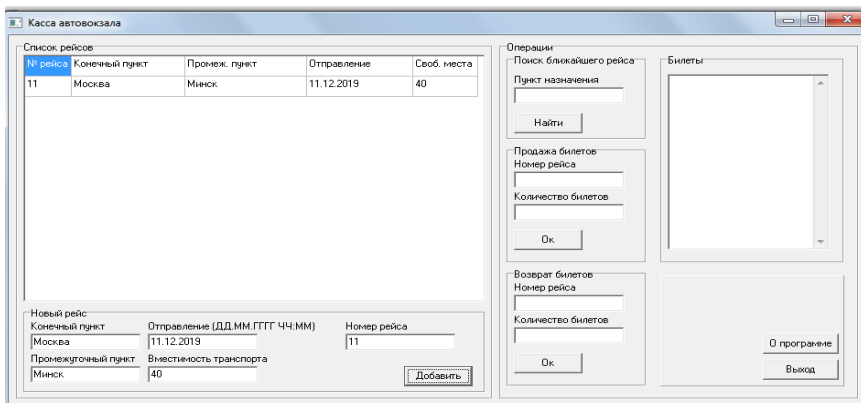 Касса автовокзала
Список рейсов
№ рейса Конечный пункт Промеж. пункт Отправление Своб. места
11 Москва Минск 11.12.2019 40
Новый рейс
Конечный пункт Отправление (ДД.ММ.ГГГГ ЧЧ:ММ) Номер рейса
Москва 11.12.2019 11
Промежуточный пункт Вместимость транспорта
Минск 40 Добавить
Операции
Поиск ближайшего рейса
Пункт назначения
Найти
Продажа билетов
Номер рейса
Количество билетов
Ок
Возврат билетов
Номер рейса
Количество билетов
Ок
Билеты
О программе
Выход